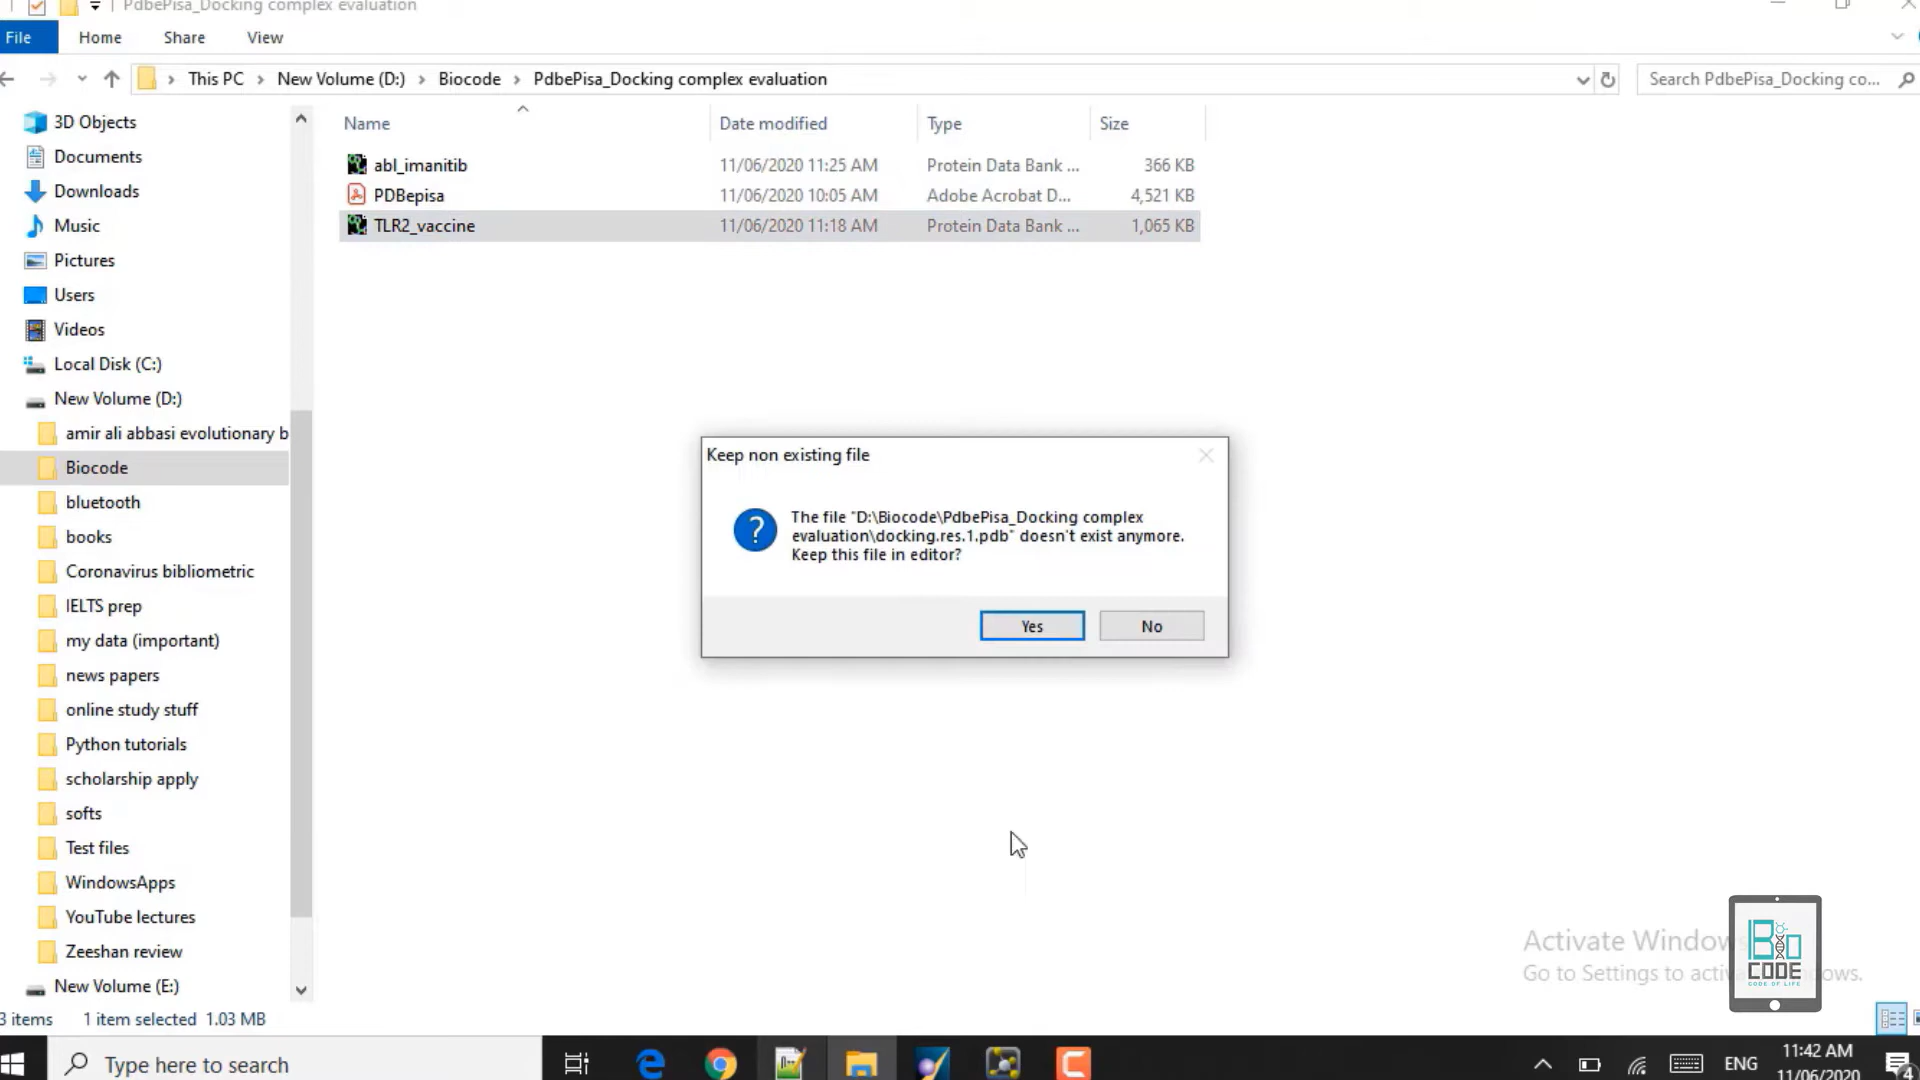 PdbePisa_Docking complex evaluation
File Home Share View
This PC New Volume (D:) Biocode PdbePisa_Docking complex evaluation
Search PdbePisa_Docking co...
3D Objects
Documents
Downloads
Music
Pictures
Users
Videos
Local Disk (C:)
New Volume (D:)
amir ali abbasi evolutionary b
Biocode
bluetooth
books
Coronavirus bibliometric
IELTS prep
my data (important)
news papers
online study stuff
Python tutorials
scholarship apply
softs
Test files
WindowsApps
YouTube lectures
Zeeshan review
New Volume (E:)
Name Date modified Type Size
abl_imanitib 11/06/2020 11:25 AM Protein Data Bank ... 366 KB
PDBepisa 11/06/2020 10:05 AM Adobe Acrobat D... 4,521 KB
TLR2_vaccine 11/06/2020 11:18 AM Protein Data Bank ... 1,065 KB
Keep non existing file
The file "D:\Biocode\PdbePisa_Docking complex
evaluation\docking.res.1.pdb" doesn't exist anymore.
Keep this file in editor?
Yes No
Activate Windows
Go to Settings to activate Windows.
BIO
CODE
CODE OF LIFE
3 items 1 item selected 1.03 MB
Type here to search
ENG
11:42 AM
11/06/2020
4